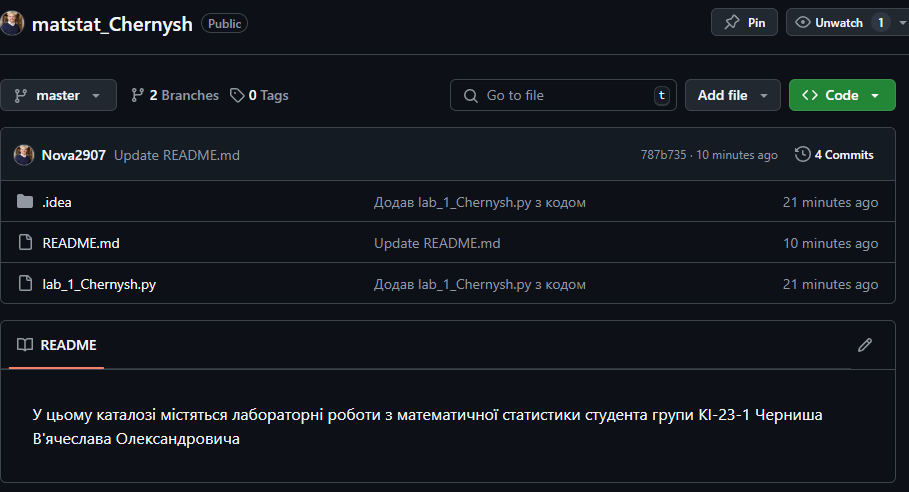 matstat_Chernysh Public Pin Unwatch 1
master 2 Branches 0 Tags Go to file t Add file Code
Nova2907 Update README.md 787b735 · 10 minutes ago 4 Commits
.idea Додав lab_1_Chernysh.py з кодом 21 minutes ago
README.md Update README.md 10 minutes ago
lab_1_Chernysh.py Додав lab_1_Chernysh.py з кодом 21 minutes ago
README
У цьому каталозі містяться лабораторні роботи з математичної статистики студента групи КІ-23-1 Черниша
В'ячеслава Олександровича